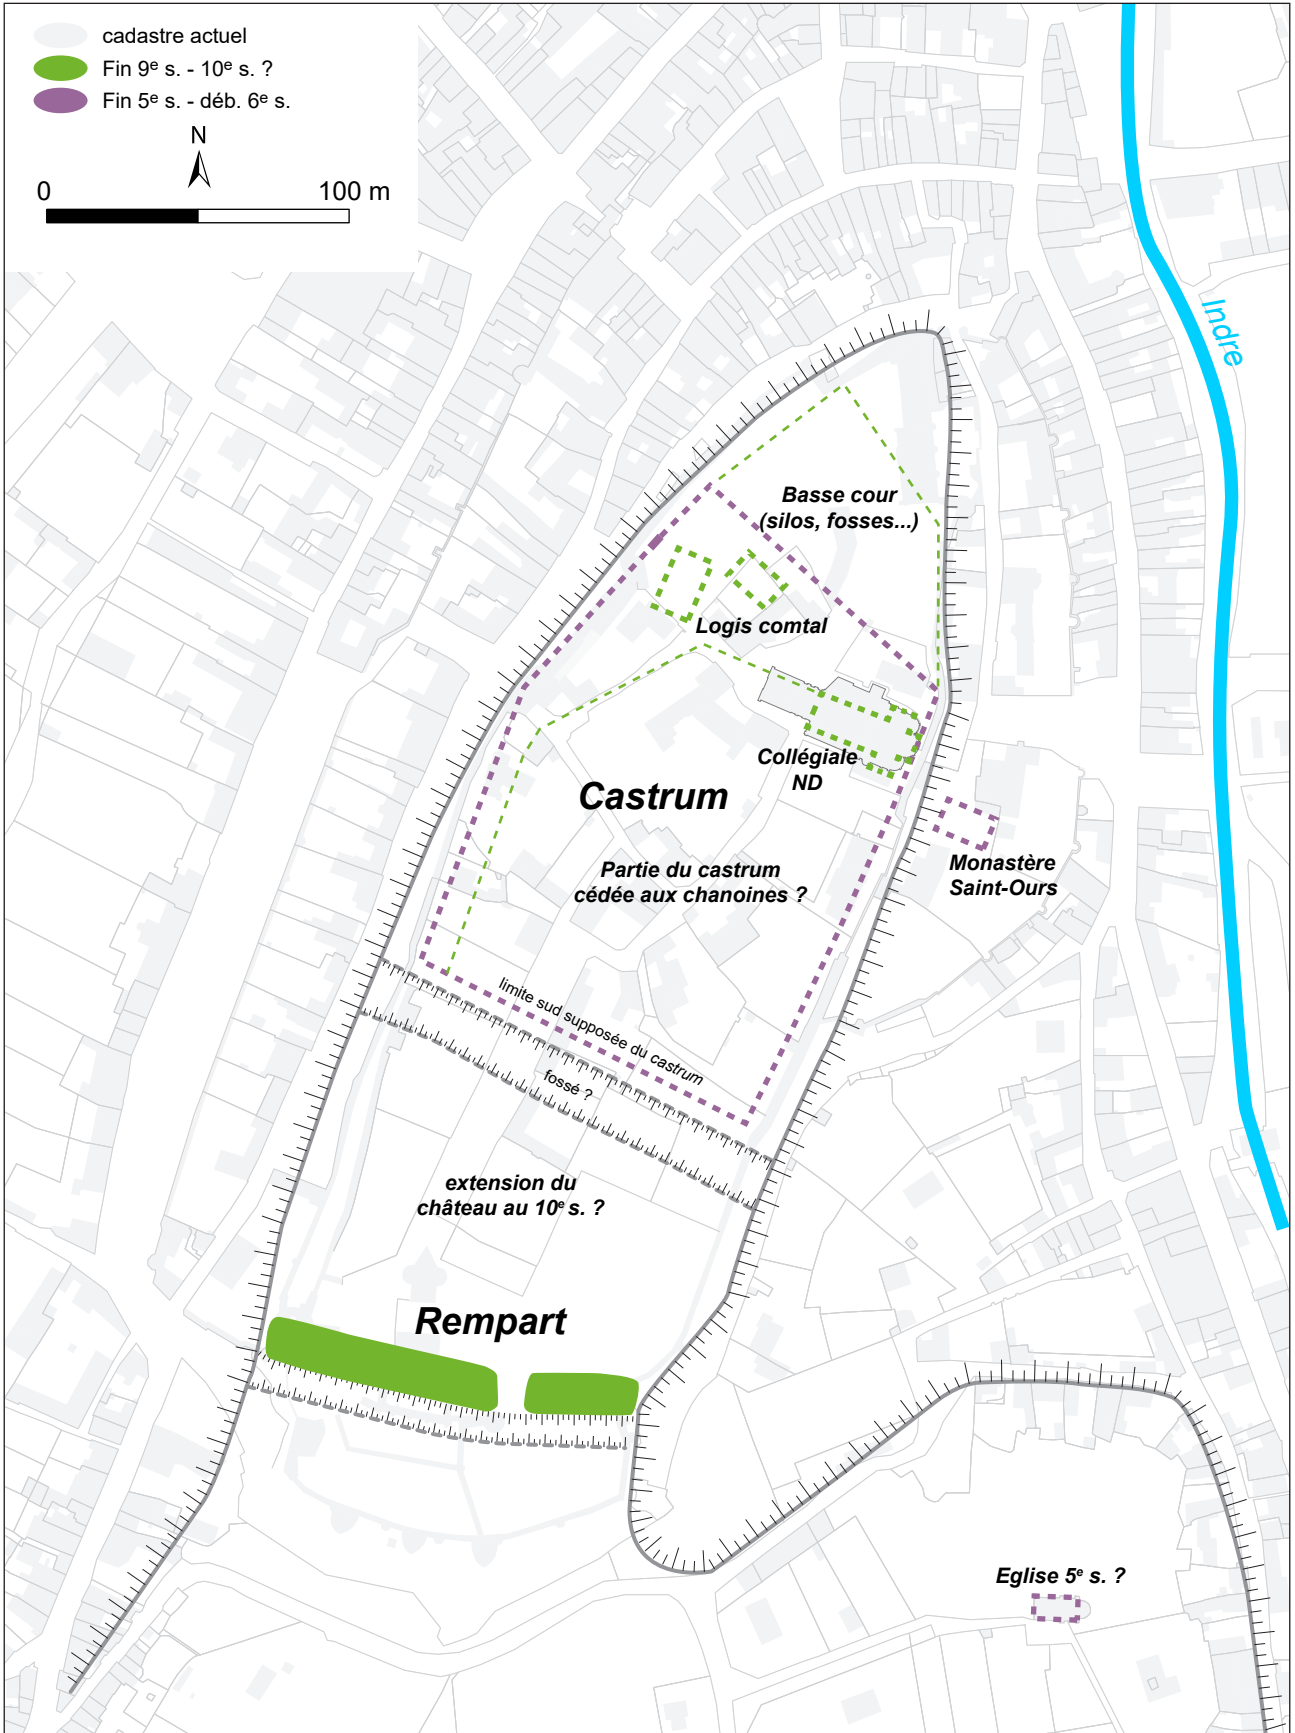 cadastre actuel
Fin 9e s. - 10e s. ?
Fin 5e s. - déb. 6e s.
N
0 100 m
Indre
Basse cour
(silos, fosses...)
Logis comtal
Collégiale
ND
Castrum
Partie du castrum
cédée aux chanoines ?
Monastère
Saint-Ours
limite sud supposée du castrum
fossé ?
extension du
château au 10e s. ?
Rempart
Eglise 5e s. ?